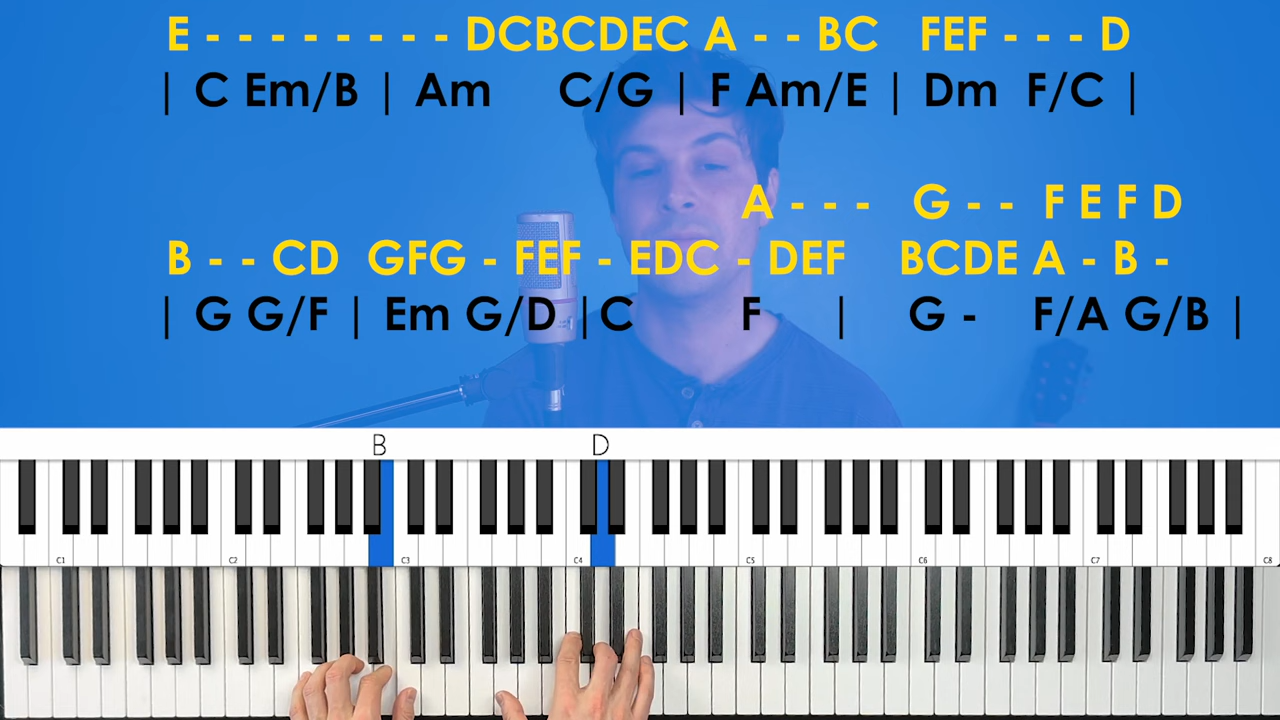 E - - - - - - - - - DCBCDEC A - - BC FEF - - - D
| C Em/B | Am C/G | F Am/E | Dm F/C |
A - - - G - - F E F D
B - - CD GFG - FEF - EDC - DEF BCDE A - B -
| G G/F | Em G/D | C F | G - F/A G/B |
B D
C1 C2 C3 C4 C5 C6 C7 C8